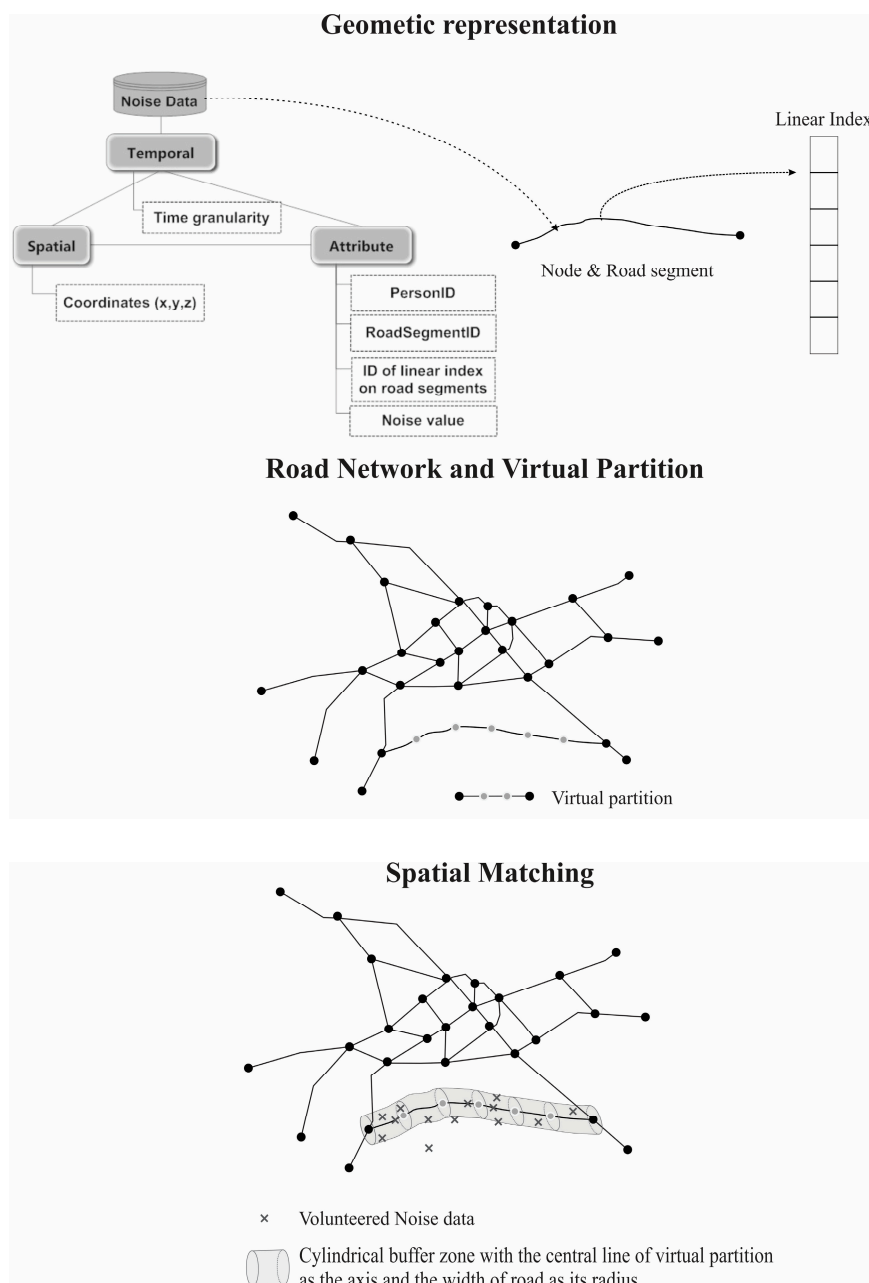 Geometic representation
Noise Data
Linear Index
Temporal
Time granularity
Spatial
Attribute
Node & Road segment
Coordinates (x,y,z)
PersonID
RoadSegmentID
ID of linear index
on road segments
Noise value
Road Network and Virtual Partition
Virtual partition
Spatial Matching
Volunteered Noise data
Cylindrical buffer zone with the central line of virtual partition
as the axis and the width of road as its radius